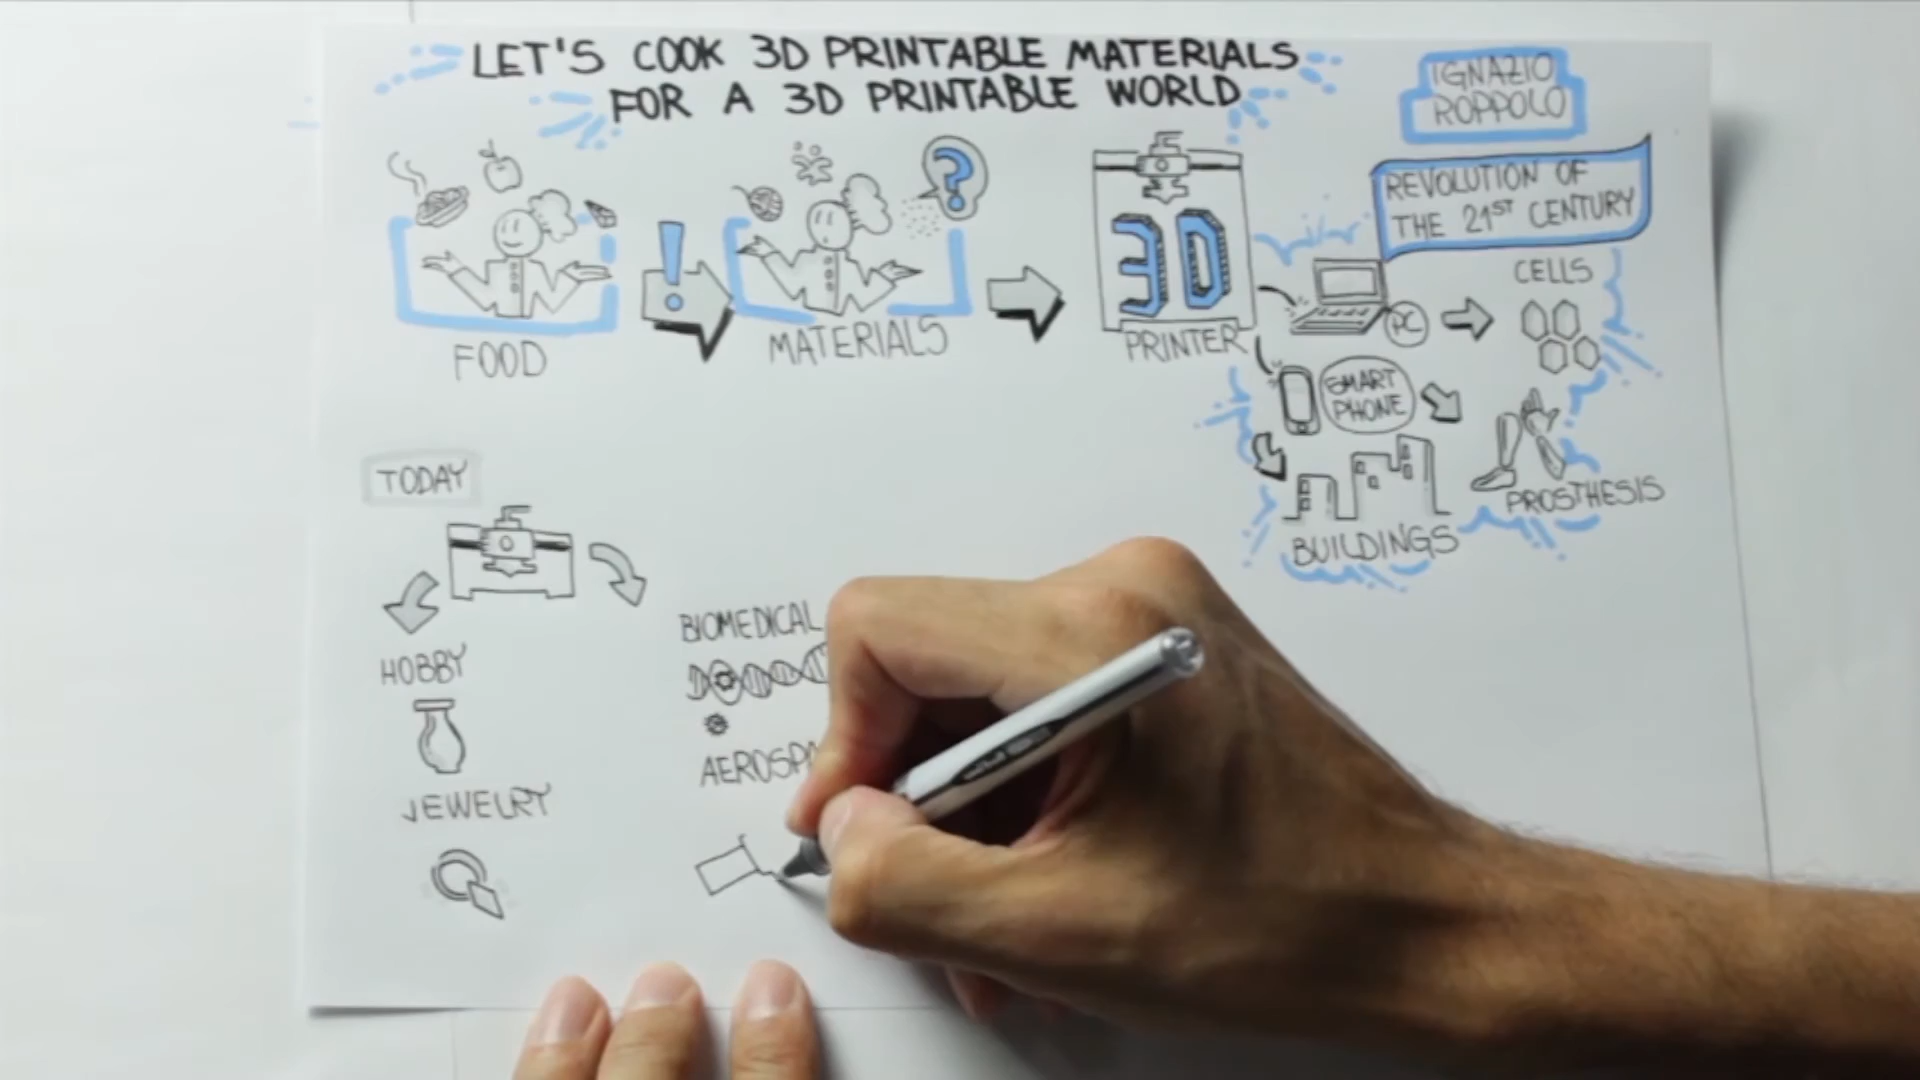 LET'S COOK 3D PRINTABLE MATERIALS
FOR A 3D PRINTABLE WORLD
IGNAZIO
ROPPOLO
REVOLUTION OF
THE 21ST CENTURY
?
!
3D
FOOD
MATERIALS
PRINTER
PC
CELLS
SMART
PHONE
PROSTHESIS
BUILDINGS
TODAY
HOBBY
JEWELRY
BIOMEDICAL